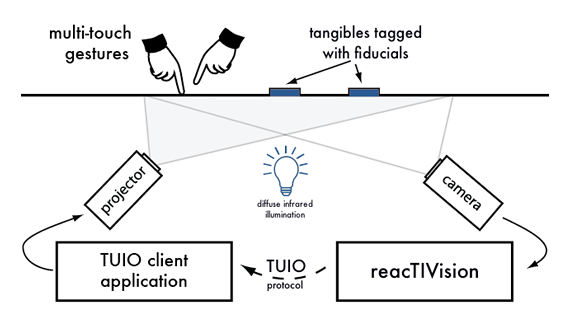 multi-touch
gestures
tangibles tagged
with fiducials
projector
diffuse infrared
illumination
camera
TUIO client
application
TUIO
protocol
reacTIVision